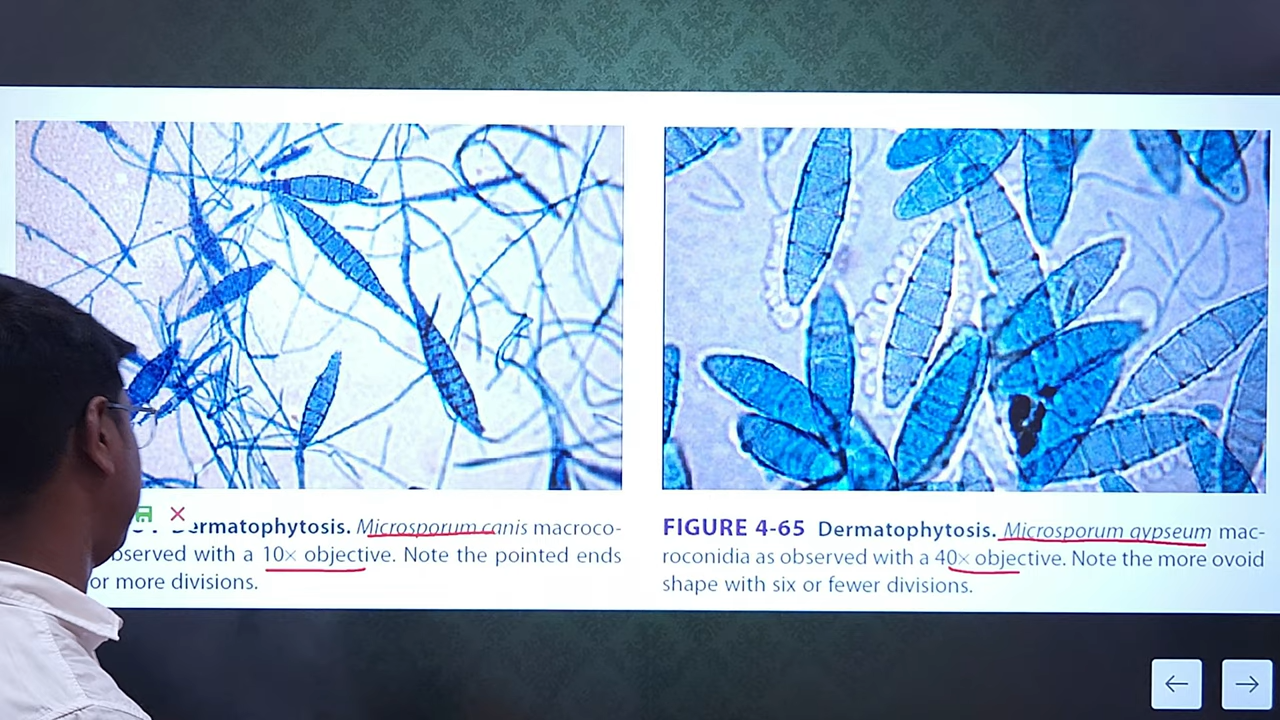 ermatophytosis. Microsporum canis macroco-
bserved with a 10× objective. Note the pointed ends
or more divisions.
FIGURE 4-65 Dermatophytosis. Microsporum gypseum mac-
roconidia as observed with a 40× objective. Note the more ovoid
shape with six or fewer divisions.